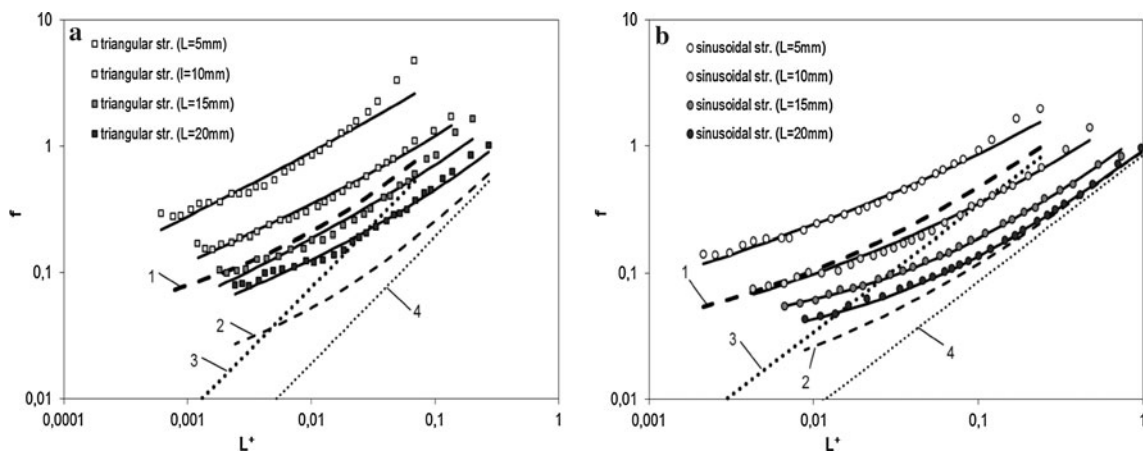 10
a
triangular str. (L=5mm)
triangular str. (l=10mm)
triangular str. (L=15mm)
triangular str. (L=20mm)
1
f
0,1
1
2
3
4
0,01
0,0001
0,001
0,01
0,1
1
L+
10
b
sinusoidal str. (L=5mm)
sinusoidal str. (L=10mm)
sinusoidal str. (L=15mm)
sinusoidal str. (L=20mm)
1
f
0,1
1
3
2
4
0,01
0,01
0,1
1
L+